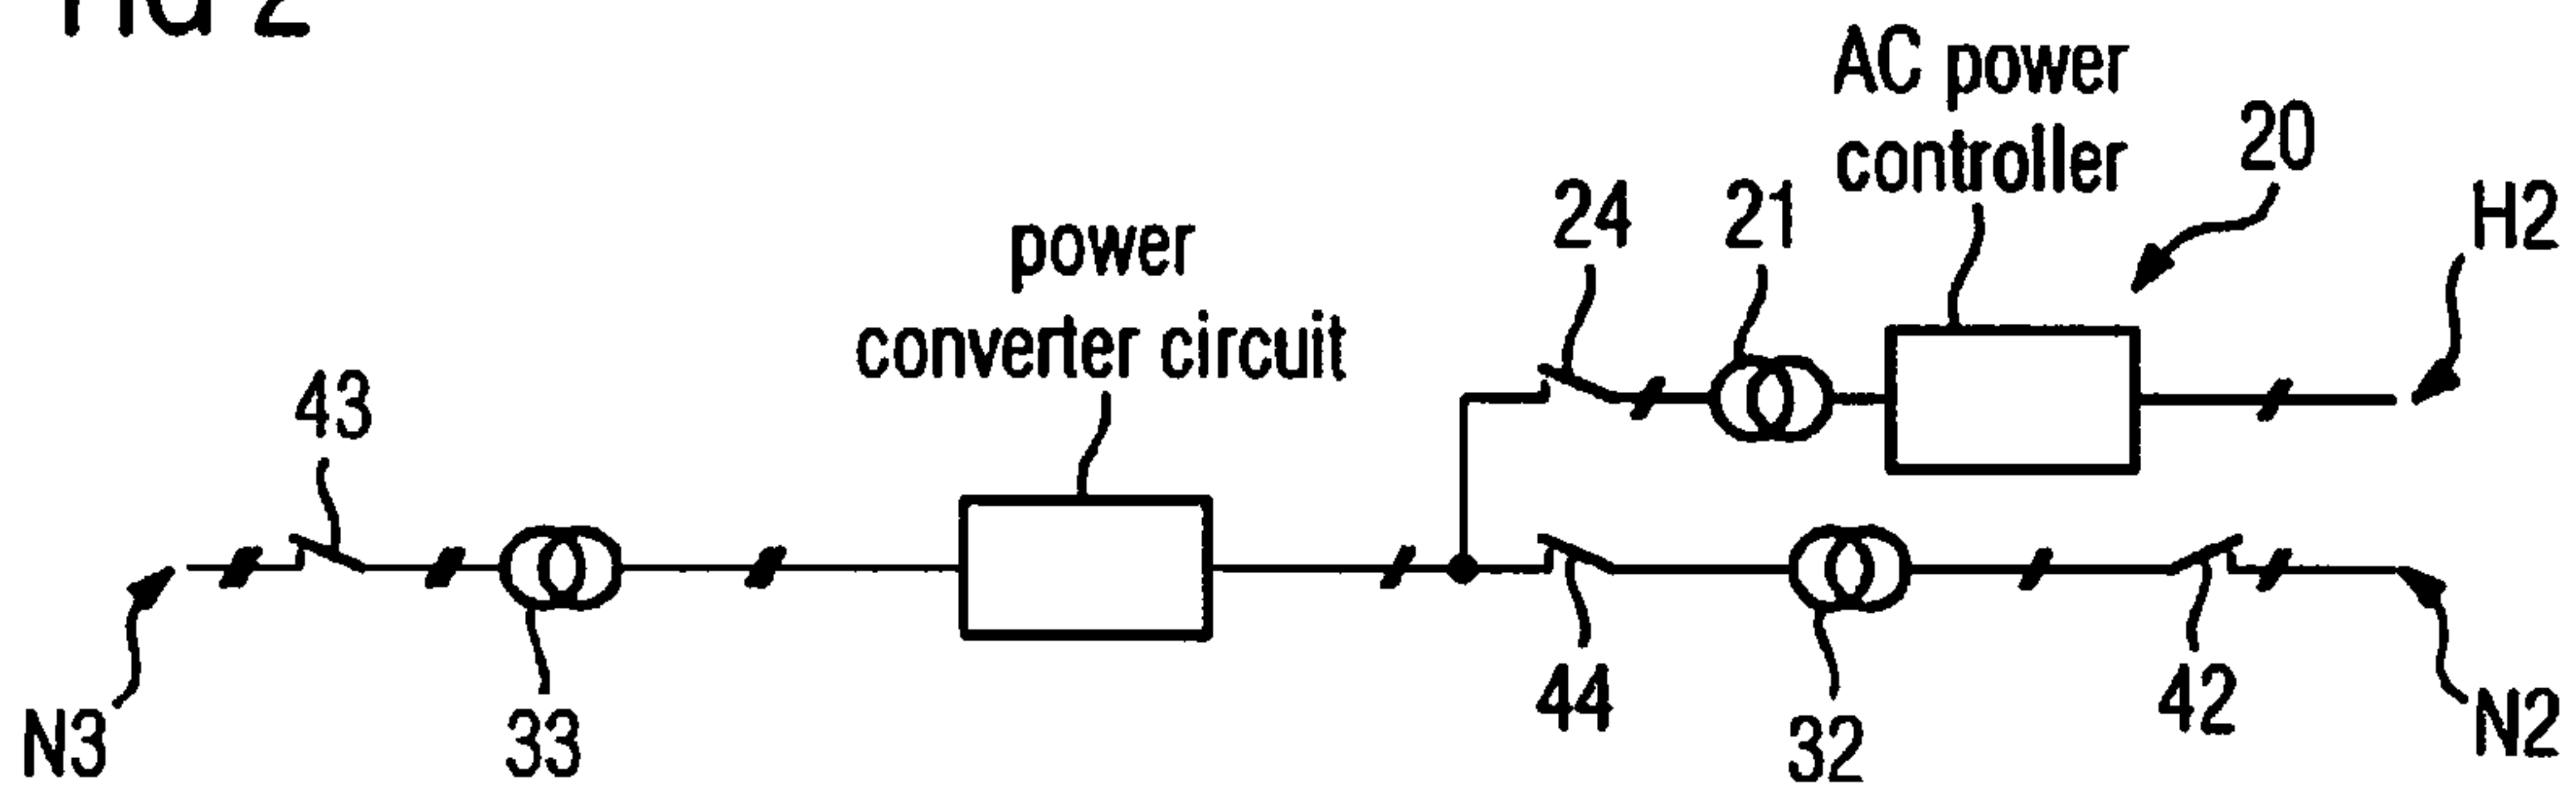 FIG 2
AC power
controller
20
24
21
H2
power
converter circuit
43
44
42
N3
33
32
N2